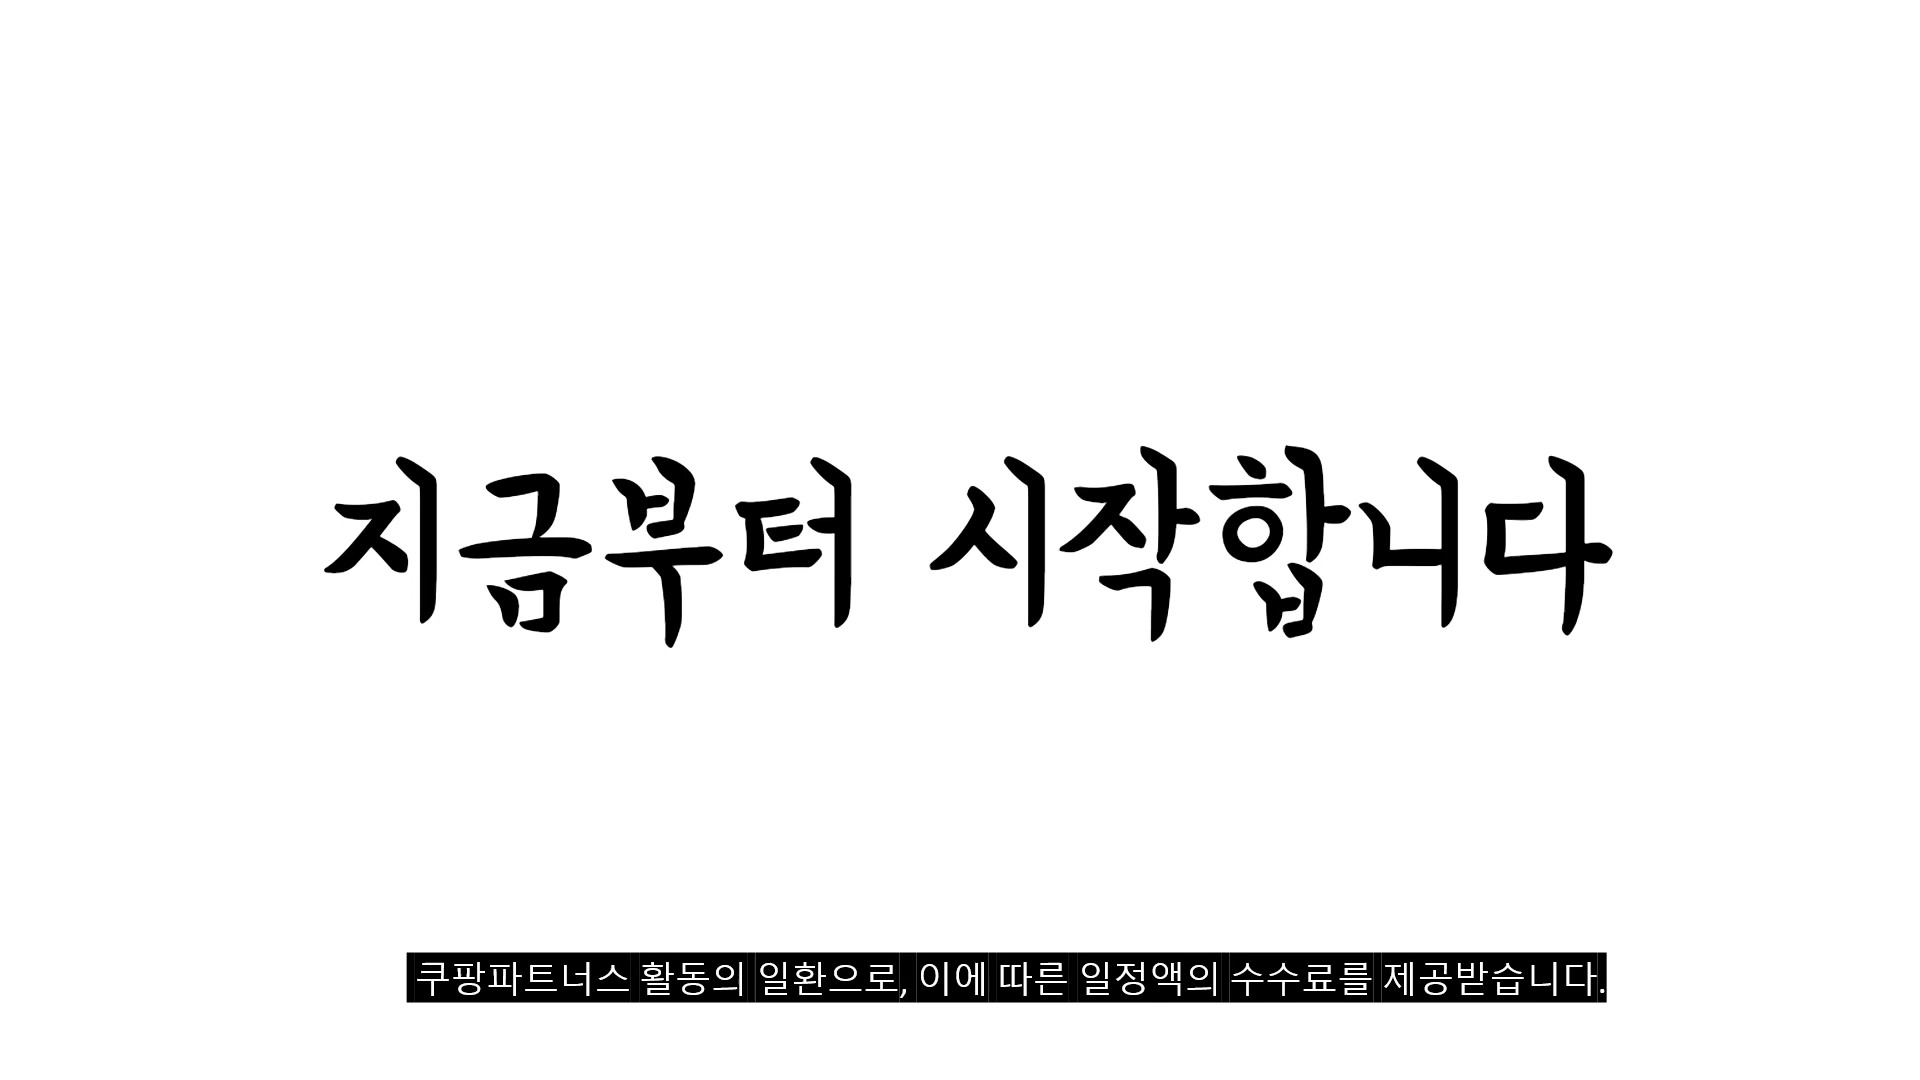 지금부터 시작합니다
쿠팡파트너스 활동의 일환으로, 이에 따른 일정액의 수수료를 제공받습니다.